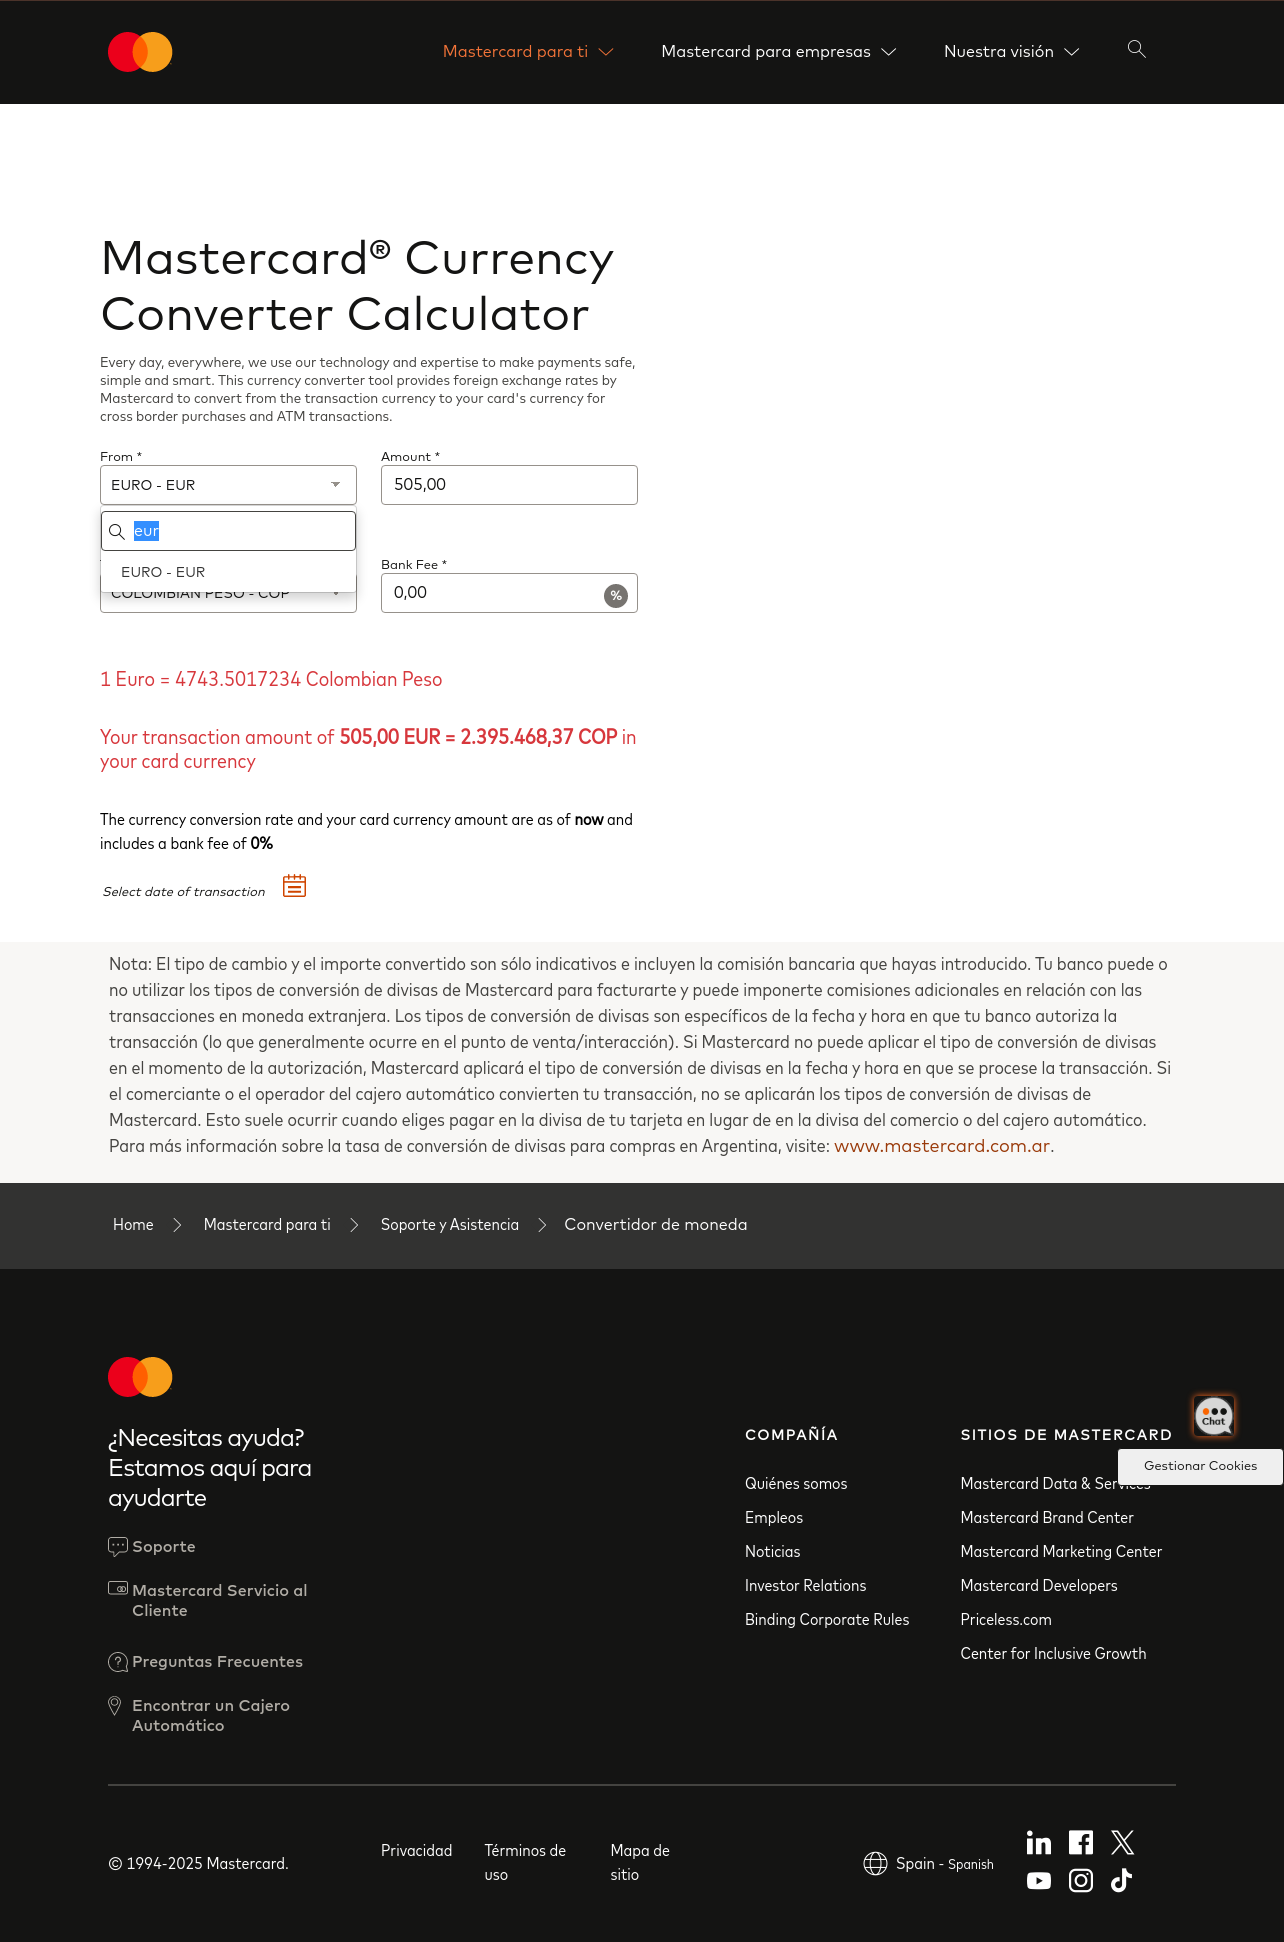 Mastercard para ti
Mastercard para empresas
Nuestra visión
Mastercard® Currency
Converter Calculator
Every day, everywhere, we use our technology and expertise to make payments safe,
simple and smart. This currency converter tool provides foreign exchange rates by
Mastercard to convert from the transaction currency to your card's currency for
cross border purchases and ATM transactions.
From *
Amount *
EURO - EUR
505,00
eur
EURO - EUR
Bank Fee *
COLOMBIAN PESO - COP
0,00
%
1 Euro = 4743.5017234 Colombian Peso
Your transaction amount of 505,00 EUR = 2.395.468,37 COP in
your card currency
The currency conversion rate and your card currency amount are as of now and
includes a bank fee of 0%
Select date of transaction
Nota: El tipo de cambio y el importe convertido son sólo indicativos e incluyen la comisión bancaria que hayas introducido. Tu banco puede o
no utilizar los tipos de conversión de divisas de Mastercard para facturarte y puede imponerte comisiones adicionales en relación con las
transacciones en moneda extranjera. Los tipos de conversión de divisas son específicos de la fecha y hora en que tu banco autoriza la
transacción (lo que generalmente ocurre en el punto de venta/interacción). Si Mastercard no puede aplicar el tipo de conversión de divisas
en el momento de la autorización, Mastercard aplicará el tipo de conversión de divisas en la fecha y hora en que se procese la transacción. Si
el comerciante o el operador del cajero automático convierten tu transacción, no se aplicarán los tipos de conversión de divisas de
Mastercard. Esto suele ocurrir cuando eliges pagar en la divisa de tu tarjeta en lugar de en la divisa del comercio o del cajero automático.
Para más información sobre la tasa de conversión de divisas para compras en Argentina, visite: www.mastercard.com.ar.
Home
Mastercard para ti
Soporte y Asistencia
Convertidor de moneda
¿Necesitas ayuda?
Estamos aquí para
ayudarte
Soporte
Mastercard Servicio al
Cliente
Preguntas Frecuentes
Encontrar un Cajero
Automático
COMPAÑÍA
Quiénes somos
Empleos
Noticias
Investor Relations
Binding Corporate Rules
SITIOS DE MASTERCARD
Mastercard Data & Services
Mastercard Brand Center
Mastercard Marketing Center
Mastercard Developers
Priceless.com
Center for Inclusive Growth
Chat
Gestionar Cookies
© 1994-2025 Mastercard.
Privacidad
Términos de
uso
Mapa de
sitio
Spain - Spanish